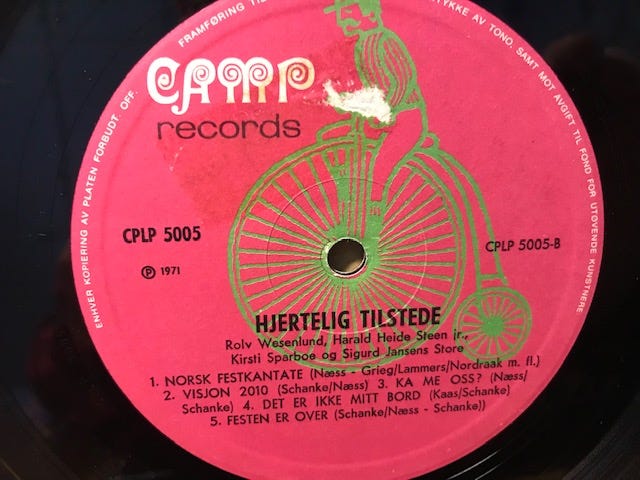 ENHVER KOPIERING AV PLATEN FORBUDT. OFF. FRAMFØRING TIL
TYKKE AV TONO. SAMT MOT AVGIFT TIL FOND FOR UTØVENDE KUNSTNERE
CAMP
records
CPLP 5005
CPLP 5005-B
Ⓟ 1971
HJERTELIG TILSTEDE
Rolv Wesenlund, Harald Heide Steen jr.,
Kirsti Sparboe og Sigurd Jansens Store
1. NORSK FESTKANTATE (Næss - Grieg/Lammers/Nordraak m. fl.)
2. VISJON 2010 (Schanke/Næss) 3. KA ME OSS? (Næss/
Schanke) 4. DET ER IKKE MITT BORD (Kaas/Schanke)
5. FESTEN ER OVER (Schanke/Næss - Schanke))